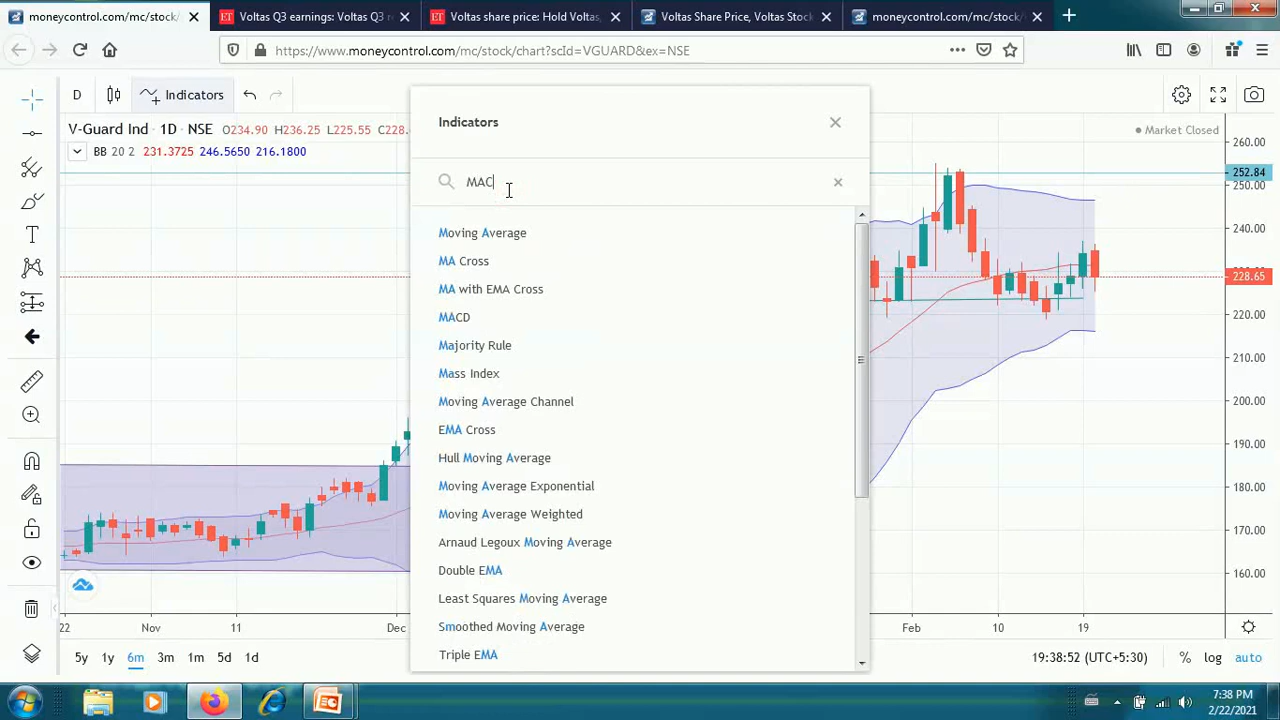 moneycontrol.com/mc/stock/ch
Voltas Q3 earnings: Voltas Q3 r
Voltas share price: Hold Voltas,
Voltas Share Price, Voltas Stock
moneycontrol.com/mc/stock/
https://www.moneycontrol.com/mc/stock/chart?scId=VGUARD&ex=NSE
D
Indicators
Indicators
V-Guard Ind · 1D · NSE O234.90 H236.25 L225.55 C228.
Market Closed
BB 20 2 231.3725 246.5650 216.1800
MAC
Moving Average
MA Cross
MA with EMA Cross
MACD
Majority Rule
Mass Index
Moving Average Channel
EMA Cross
Hull Moving Average
Moving Average Exponential
Moving Average Weighted
Arnaud Legoux Moving Average
Double EMA
Least Squares Moving Average
Smoothed Moving Average
Triple EMA
260.00
252.84
250.00
240.00
228.65
220.00
210.00
200.00
190.00
180.00
170.00
160.00
22 Nov 11 Dec Feb 10 19
5y 1y 6m 3m 1m 5d 1d
19:38:52 (UTC+5:30) % log auto
7:38 PM
2/22/2021